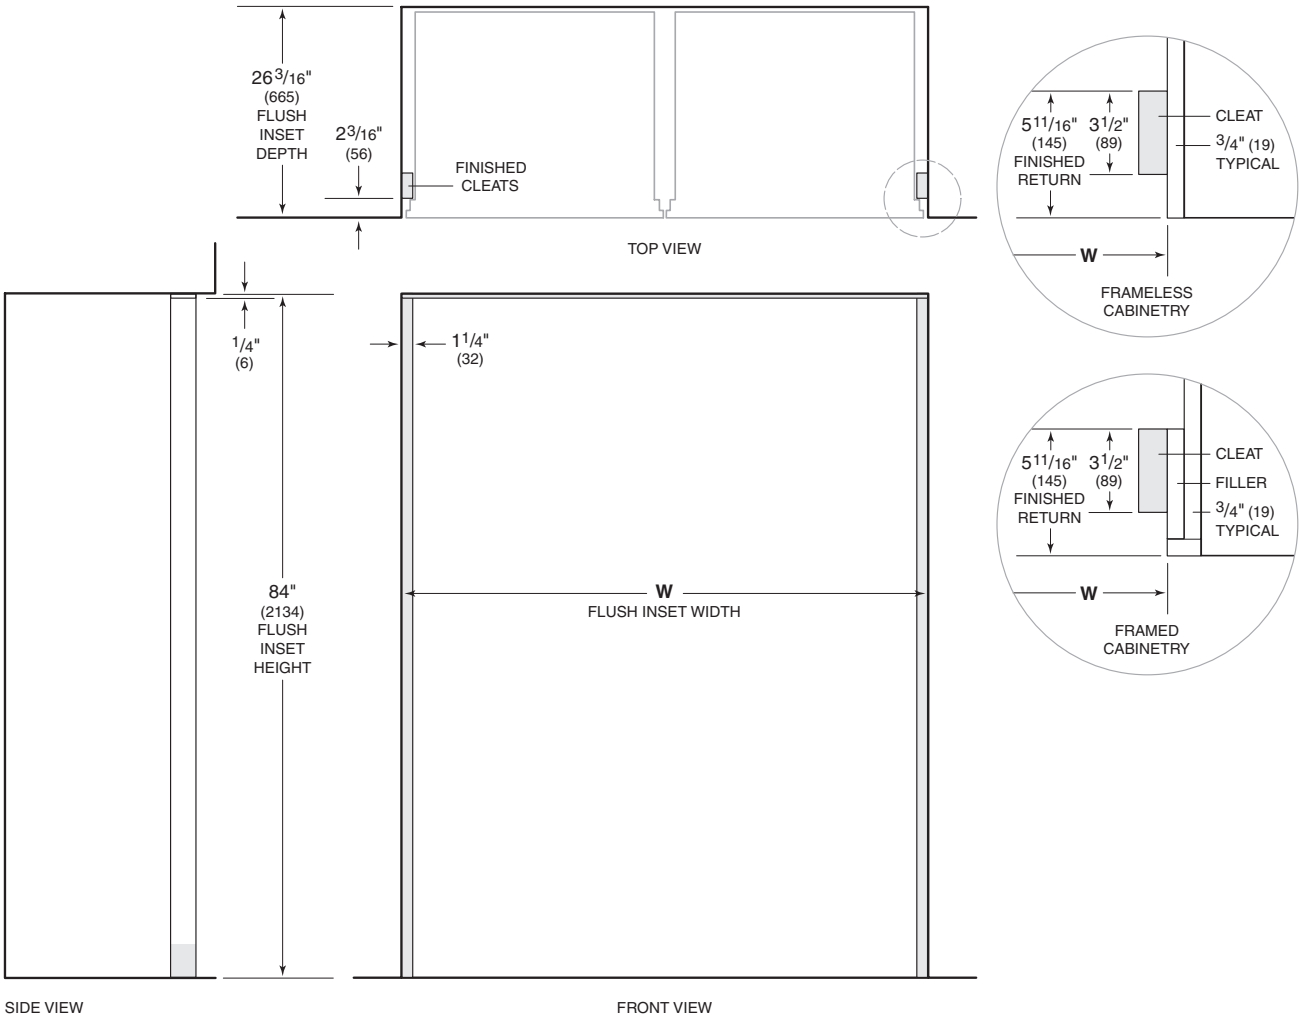 26 3/16"
(665)
FLUSH
INSET
DEPTH
2 3/16"
(56)
FINISHED
CLEATS
TOP VIEW
5 11/16"
(145)
FINISHED
RETURN
3 1/2"
(89)
CLEAT
3/4" (19)
TYPICAL
W
FRAMELESS
CABINETRY
1/4"
(6)
1 1/4"
(32)
84"
(2134)
FLUSH
INSET
HEIGHT
W
FLUSH INSET WIDTH
5 11/16"
(145)
FINISHED
RETURN
3 1/2"
(89)
CLEAT
FILLER
3/4" (19)
TYPICAL
W
FRAMED
CABINETRY
SIDE VIEW
FRONT VIEW